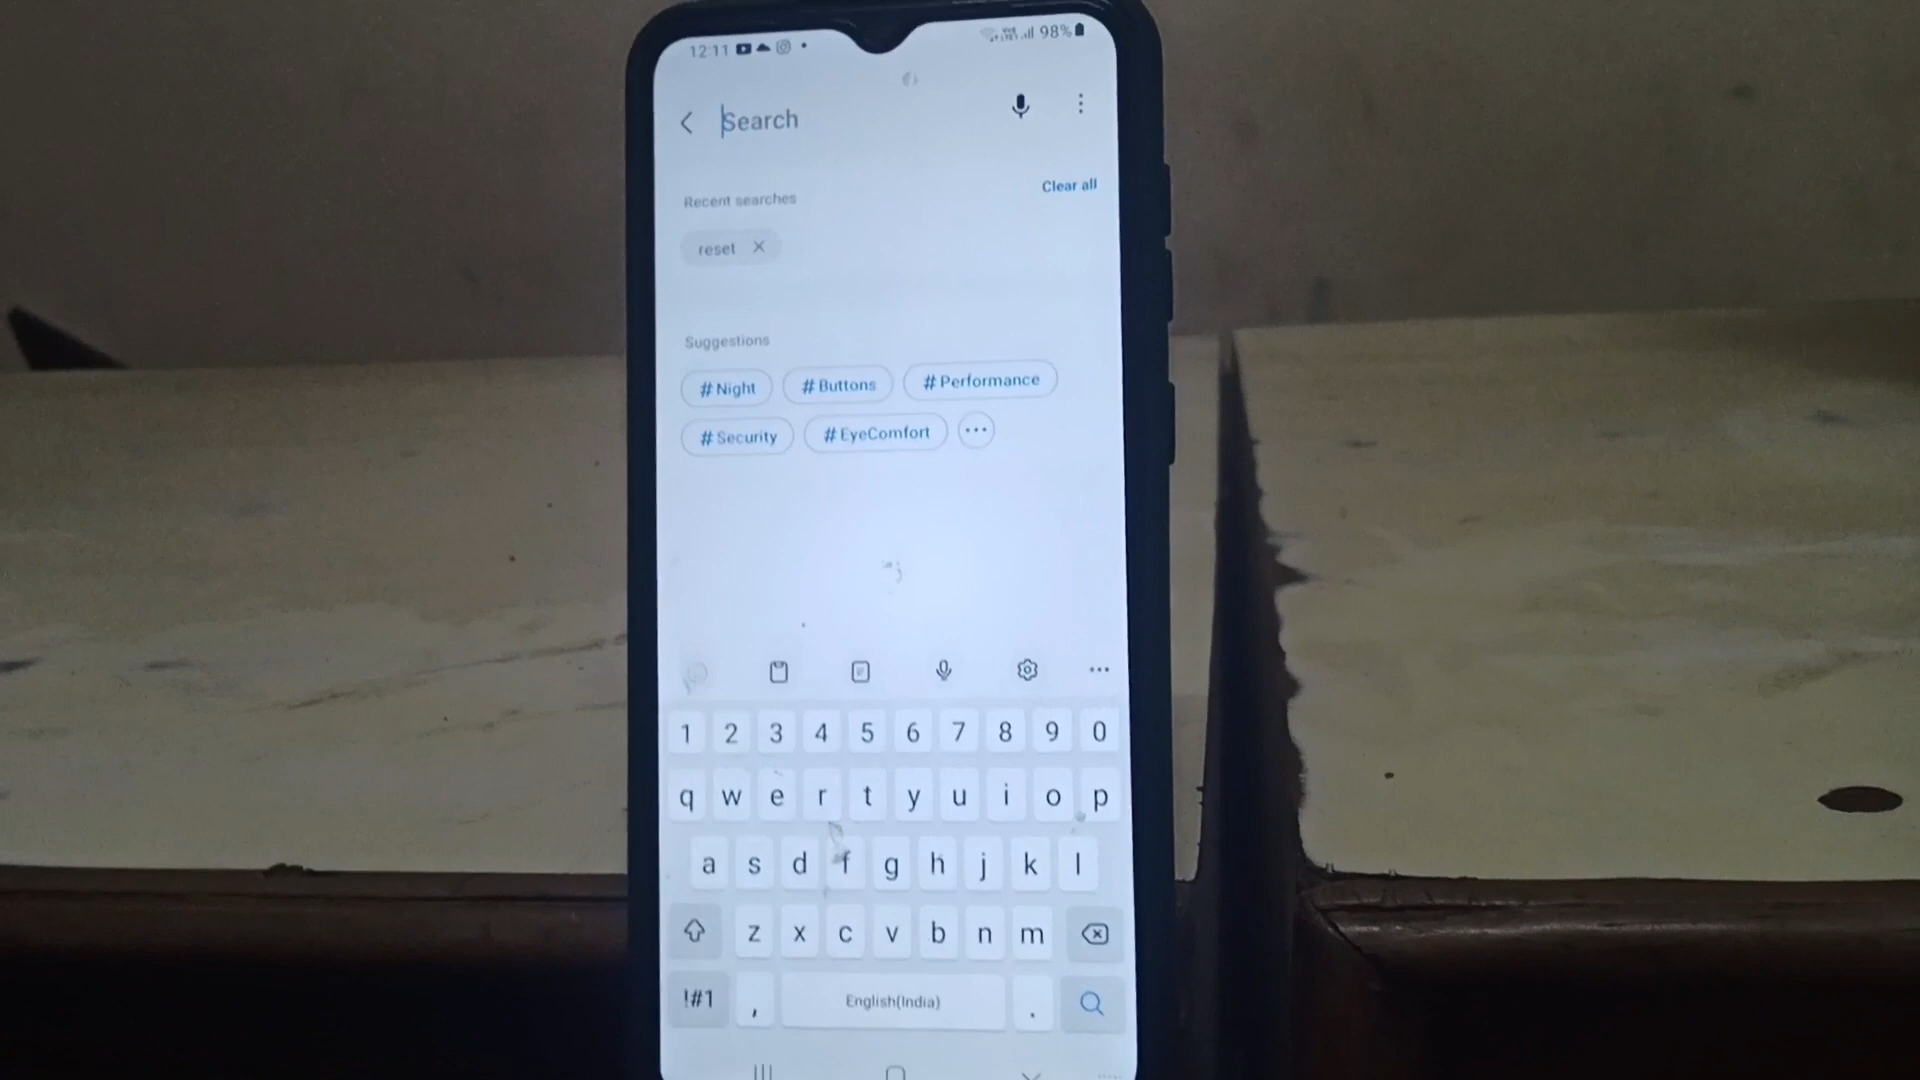 12:11 98%
Search
Recent searches Clear all
reset
Suggestions
#Night #Buttons #Performance
#Security #EyeComfort
1 2 3 4 5 6 7 8 9 0
q w e r t y u i o p
a s d f g h j k l
z x c v b n m
!#1 , English(India) .